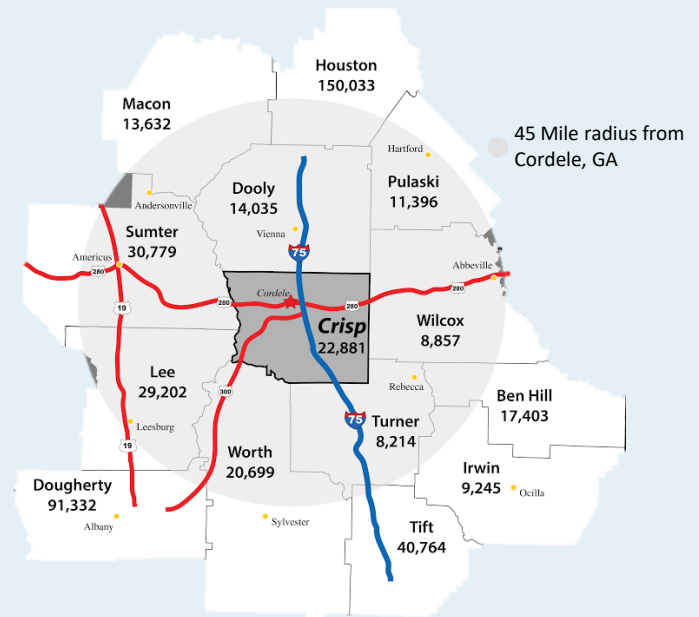 Houston
150,033
Macon
13,632
45 Mile radius from
Cordele, GA
Hartford
Dooly
14,035
Pulaski
11,396
Andersonville
Sumter
30,779
Vienna
Americus
75
Abbeville
280
280
Cordele
280
280
280
19
Crisp
22,881
Wilcox
8,857
Lee
29,202
300
Rebecca
Ben Hill
17,403
75
Turner
8,214
Leesburg
19
Worth
20,699
Irwin
9,245
Ocilla
Dougherty
91,332
Albany
Sylvester
Tift
40,764